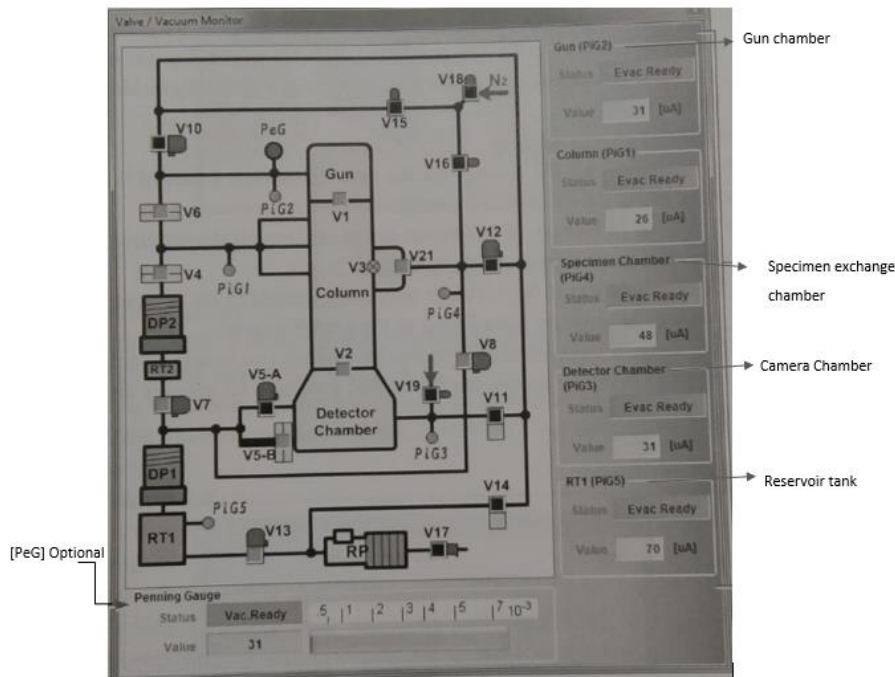 Valve / Vacuum Monitor
V18
N2
V15
V10
PeG
Gun
V16
PiG2
V1
V6
V12
V21
V3
V4
PiG1
Column
PiG4
DP2
V2
V8
RT2
V5-A
V19
V7
Detector
Chamber
V11
V5-B
PiG3
DP1
V14
PiG5
V13
RT1
RP
V17
Gun (PiG2)
Status Evac Ready
Value 31 [uA]
Column (PiG1)
Status Evac Ready
Value 26 [uA]
Specimen Chamber
(PiG4)
Status Evac Ready
Value 48 [uA]
Detector Chamber
(PiG3)
Status Evac Ready
Value 31 [uA]
RT1 (PiG5)
Status Evac Ready
Value 70 [uA]
Gun chamber
Specimen exchange
chamber
Camera Chamber
Reservoir tank
[PeG] Optional
Penning Gauge
Status Vac.Ready .5 1 2 3 4 5 7 10-3
Value 31